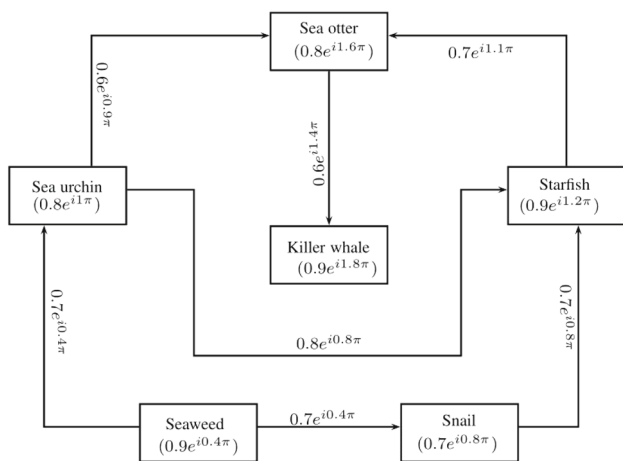 Sea otter
(0.8e^{i1.6π})
0.6e^{i0.9π}
0.7e^{i1.1π}
0.6e^{i1.4π}
Sea urchin
(0.8e^{i1π})
Starfish
(0.9e^{i1.2π})
Killer whale
(0.9e^{i1.8π})
0.7e^{i0.4π}
0.8e^{i0.8π}
0.7e^{i0.8π}
Seaweed
(0.9e^{i0.4π})
0.7e^{i0.4π}
Snail
(0.7e^{i0.8π})